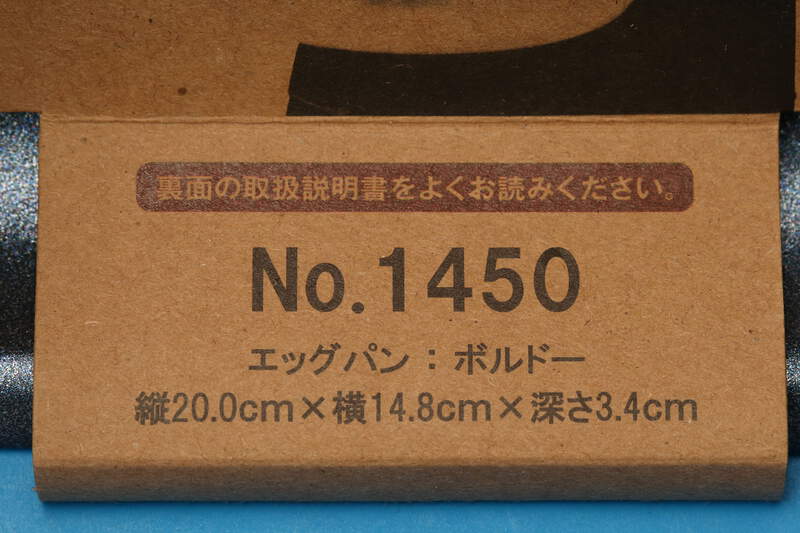 裏面の取扱説明書をよくお読みください。
No.1450
エッグパン：ボルドー
縦20.0cm×横14.8cm×深さ3.4cm